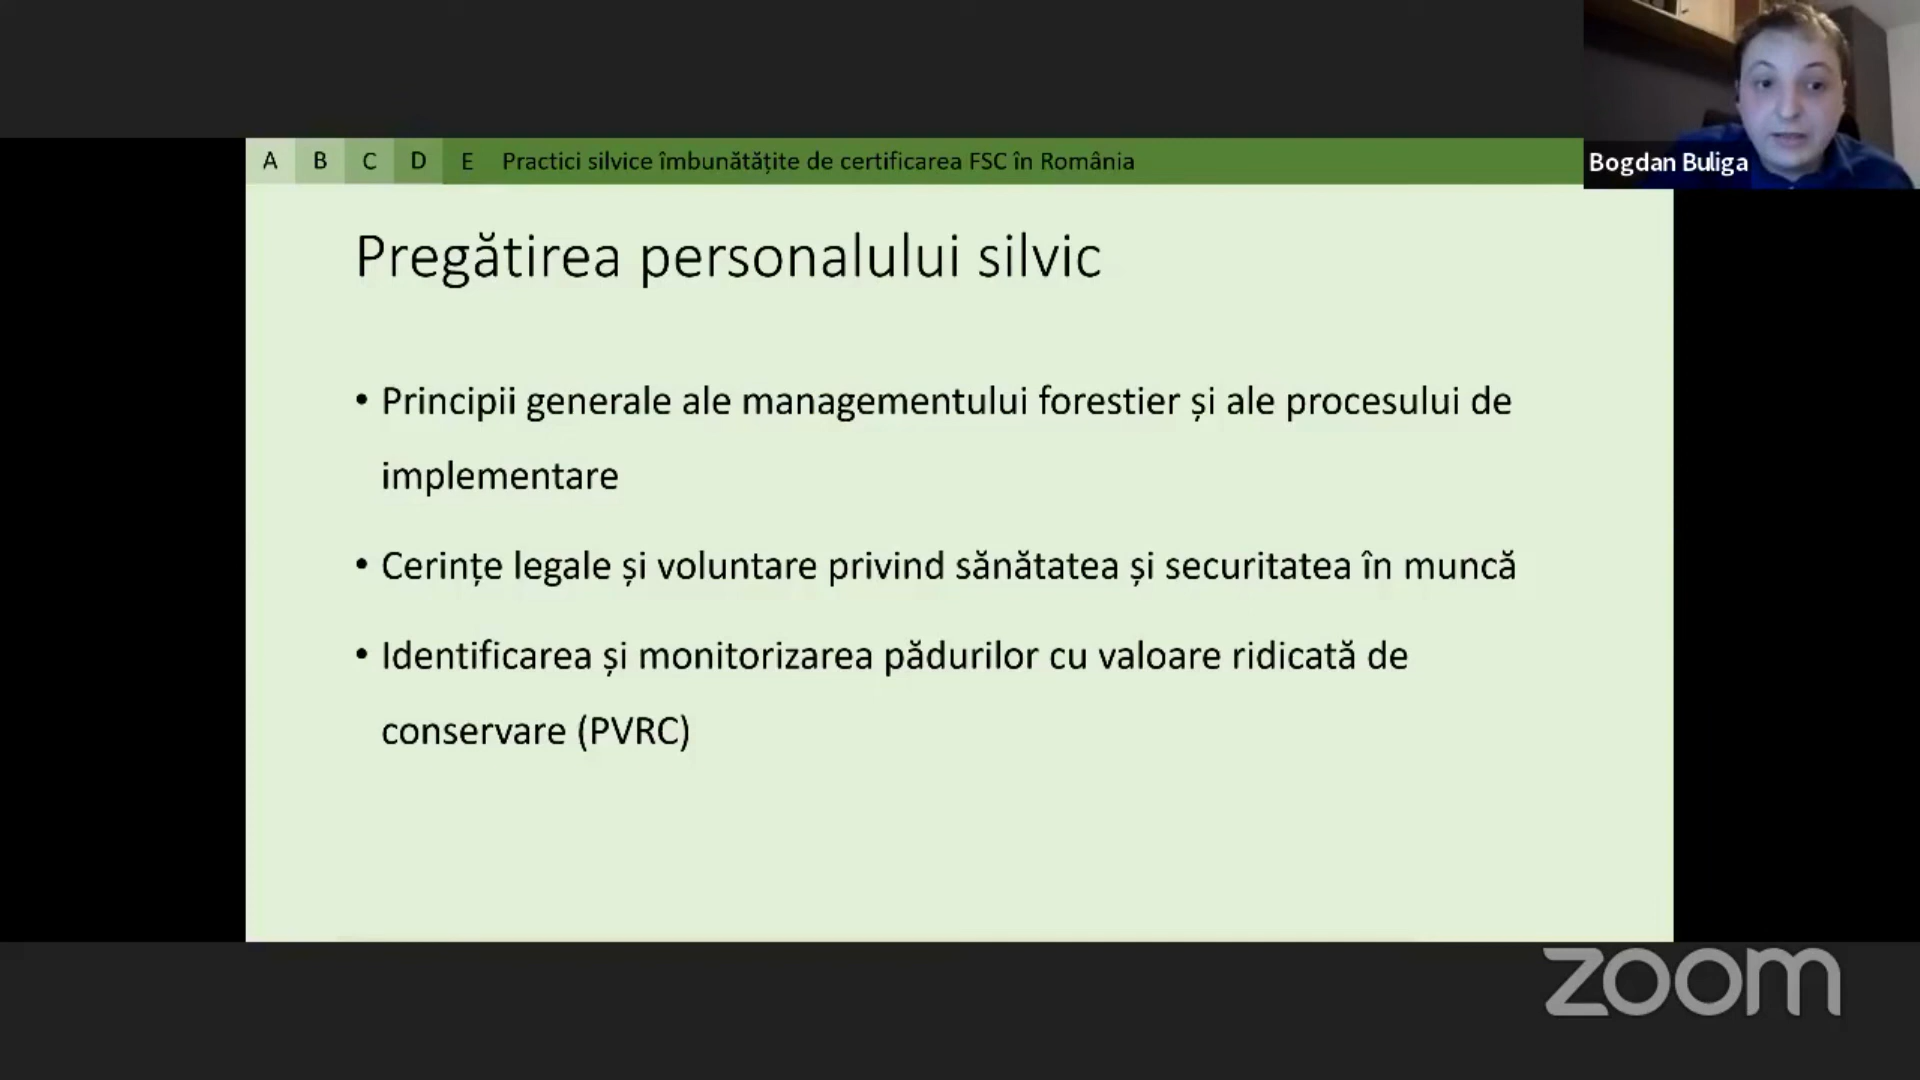 A B C D E Practici silvice îmbunătățite de certificarea FSC în România
Bogdan Buliga
Pregătirea personalului silvic
• Principii generale ale managementului forestier și ale procesului de
implementare
• Cerințe legale și voluntare privind sănătatea și securitatea în muncă
• Identificarea și monitorizarea pădurilor cu valoare ridicată de
conservare (PVRC)
zoom